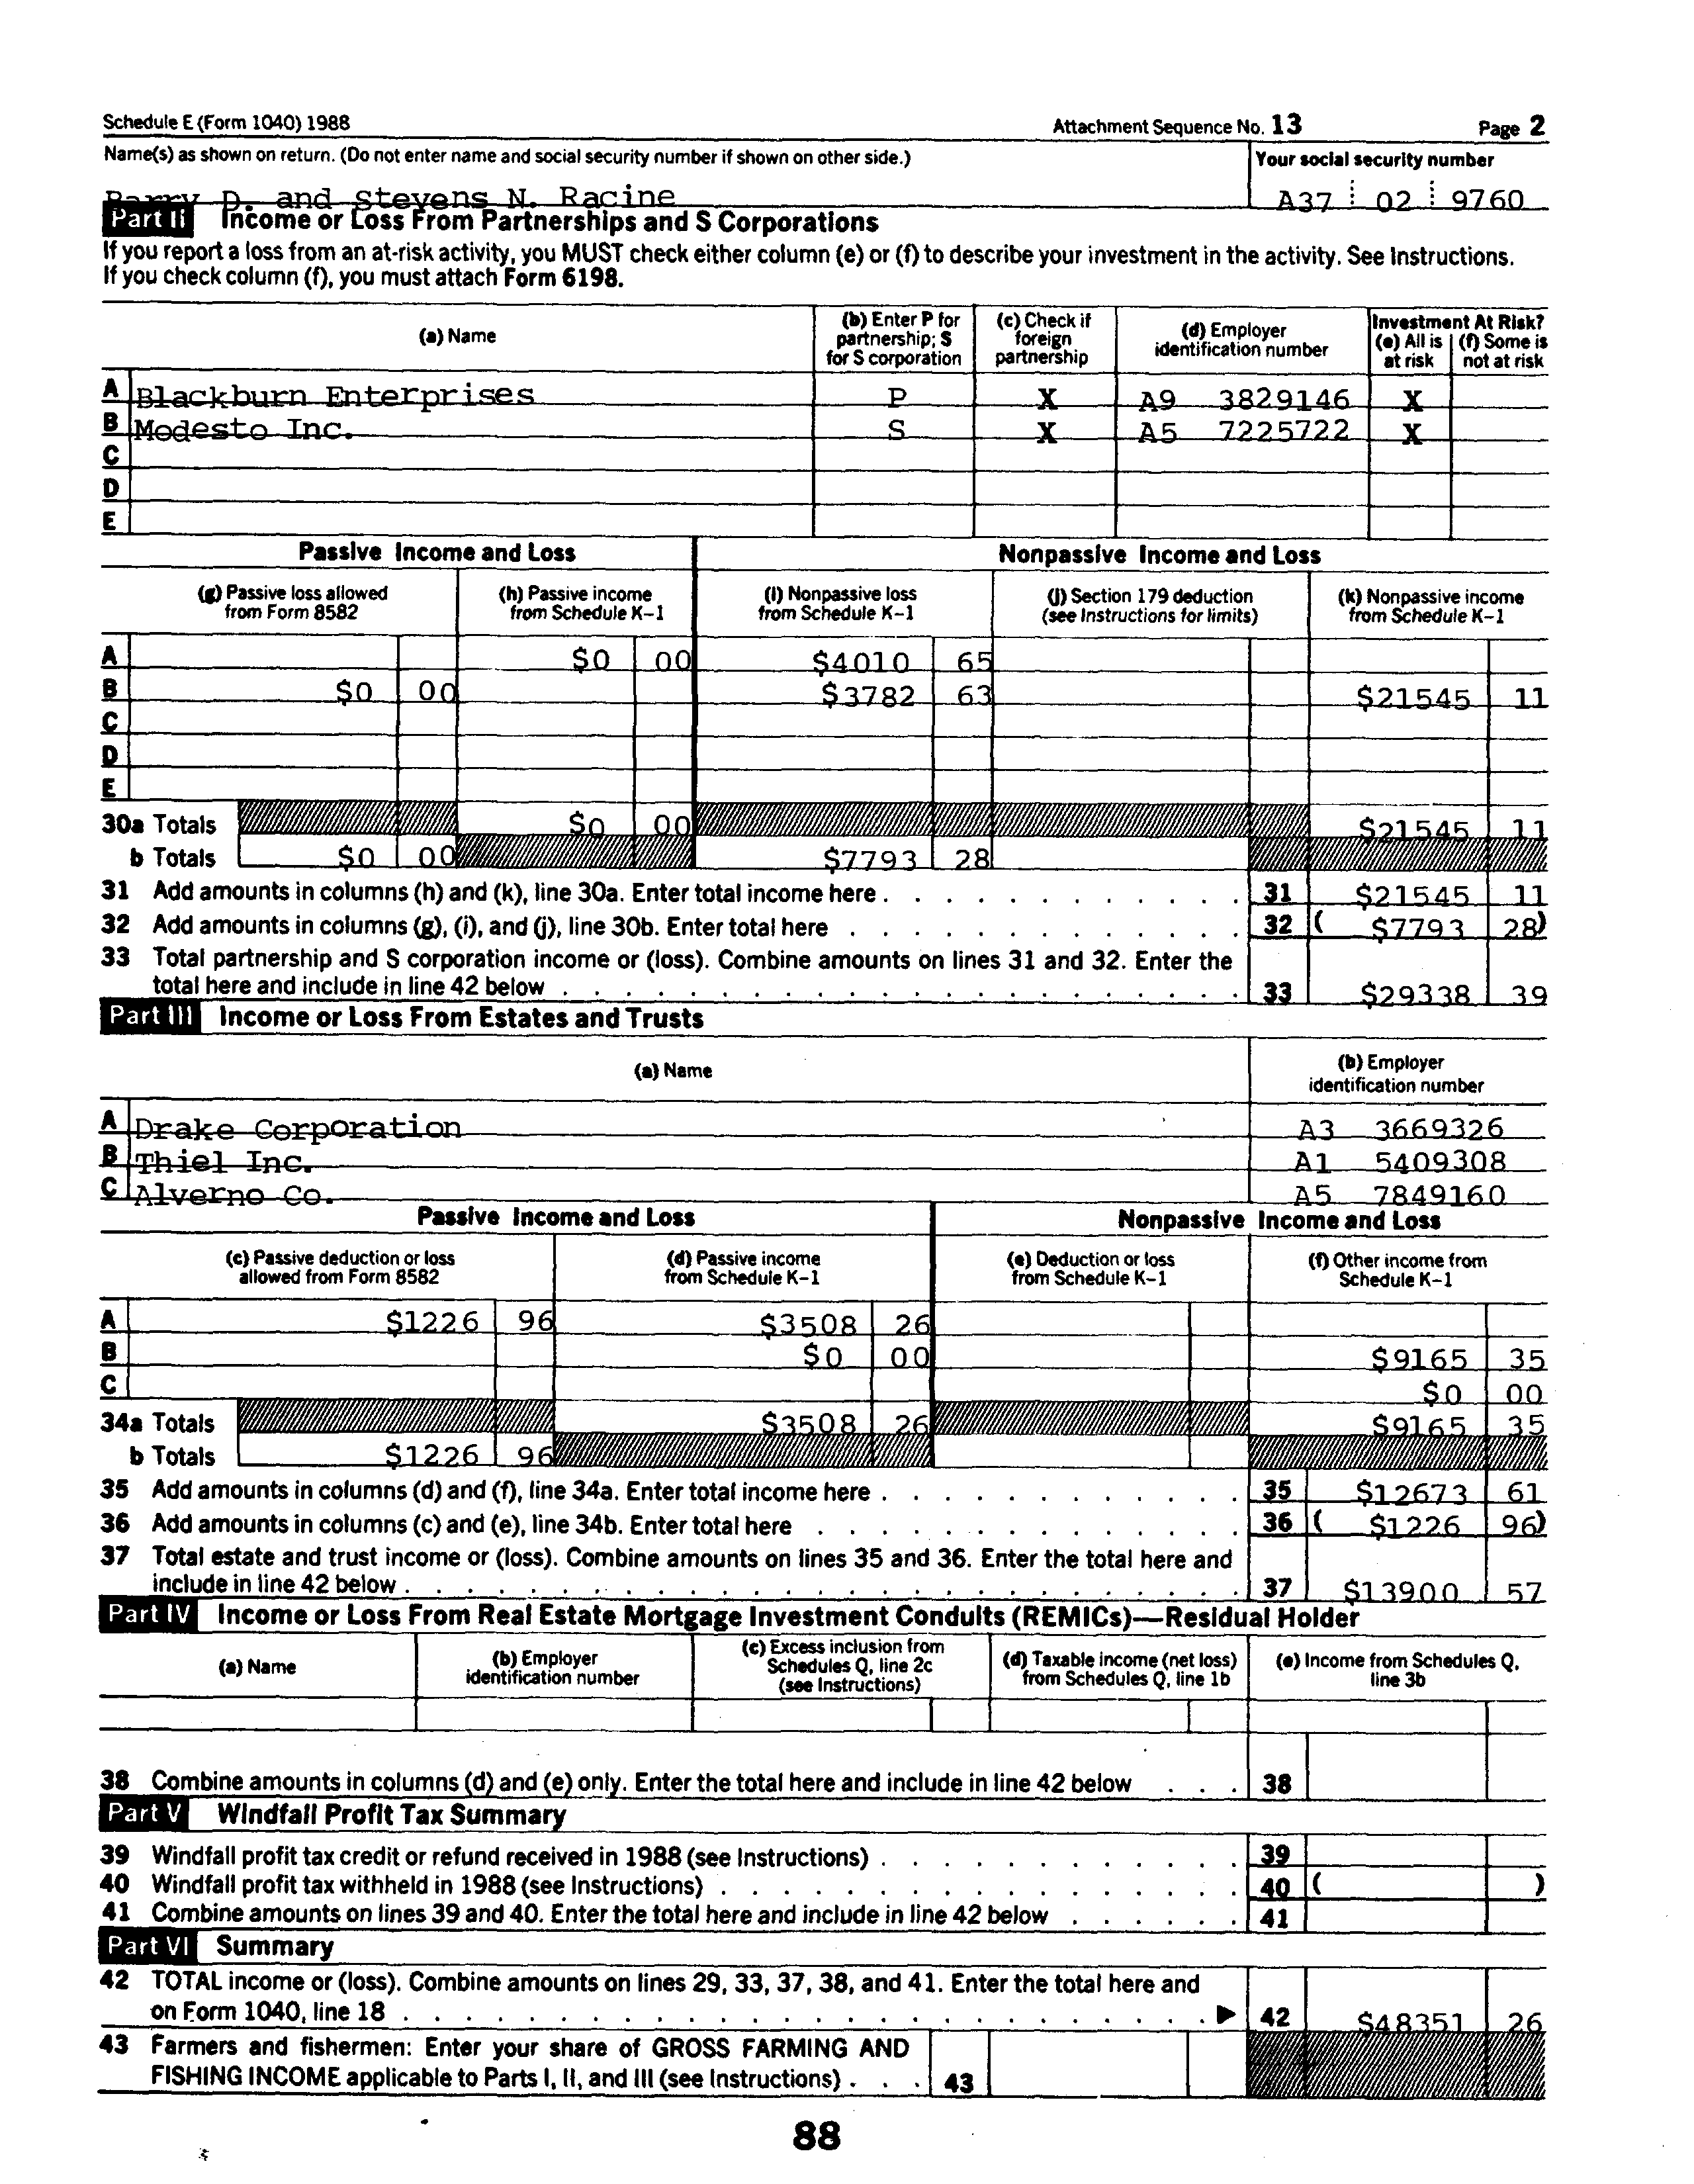 Schedule E (Form 1040) 1988 Attachment Sequence No. 13 Page 2
Name(s) as shown on return. (Do not enter name and social security number if shown on other side.) Your social security number
Barry D. and Stevens N. Racine A37 02 9760
Part II Income or Loss From Partnerships and S Corporations
If you report a loss from an at-risk activity, you MUST check either column (e) or (f) to describe your investment in the activity. See Instructions.
If you check column (f), you must attach Form 6198.
(a) Name (b) Enter P for partnership; S for S corporation (c) Check if foreign partnership (d) Employer identification number Investment At Risk? (e) All is at risk (f) Some is not at risk
A Blackburn Enterprises P X A9 3829146 X
B Modesto Inc. S X A5 7225722 X
C
D
E
Passive Income and Loss Nonpassive Income and Loss
(g) Passive loss allowed from Form 8582 (h) Passive income from Schedule K-1 (i) Nonpassive loss from Schedule K-1 (j) Section 179 deduction (see Instructions for limits) (k) Nonpassive income from Schedule K-1
A $0 00 $4010 65
B $0 00 $3782 63 $21545 11
C
D
E
30a Totals $0 00 $21545 11
b Totals $0 00 $7793 28
31 Add amounts in columns (h) and (k), line 30a. Enter total income here . 31 $21545 11
32 Add amounts in columns (g), (i), and (j), line 30b. Enter total here . 32 ( $7793 28)
33 Total partnership and S corporation income or (loss). Combine amounts on lines 31 and 32. Enter the
total here and include in line 42 below . 33 $29338 39
Part III Income or Loss From Estates and Trusts
(a) Name (b) Employer identification number
A Drake Corporation A3 3669326
B Thiel Inc. A1 5409308
C Alverno Co. A5 7849160
Passive Income and Loss Nonpassive Income and Loss
(c) Passive deduction or loss allowed from Form 8582 (d) Passive income from Schedule K-1 (e) Deduction or loss from Schedule K-1 (f) Other income from Schedule K-1
A $1226 96 $3508 26
B $0 00 $9165 35
C $0 00
34a Totals $3508 26 $9165 35
b Totals $1226 96
35 Add amounts in columns (d) and (f), line 34a. Enter total income here . 35 $12673 61
36 Add amounts in columns (c) and (e), line 34b. Enter total here . 36 ( $1226 96)
37 Total estate and trust income or (loss). Combine amounts on lines 35 and 36. Enter the total here and
include in line 42 below . 37 $13900 57
Part IV Income or Loss From Real Estate Mortgage Investment Conduits (REMICs)—Residual Holder
(a) Name (b) Employer identification number (c) Excess inclusion from Schedules Q, line 2c (see Instructions) (d) Taxable income (net loss) from Schedules Q, line 1b (e) Income from Schedules Q, line 3b
38 Combine amounts in columns (d) and (e) only. Enter the total here and include in line 42 below . 38
Part V Windfall Profit Tax Summary
39 Windfall profit tax credit or refund received in 1988 (see Instructions) . 39
40 Windfall profit tax withheld in 1988 (see Instructions) . 40 ( )
41 Combine amounts on lines 39 and 40. Enter the total here and include in line 42 below . 41
Part VI Summary
42 TOTAL income or (loss). Combine amounts on lines 29, 33, 37, 38, and 41. Enter the total here and
on Form 1040, line 18 . ▶ 42 $48351 26
43 Farmers and fishermen: Enter your share of GROSS FARMING AND
FISHING INCOME applicable to Parts I, II, and III (see Instructions) . 43
88